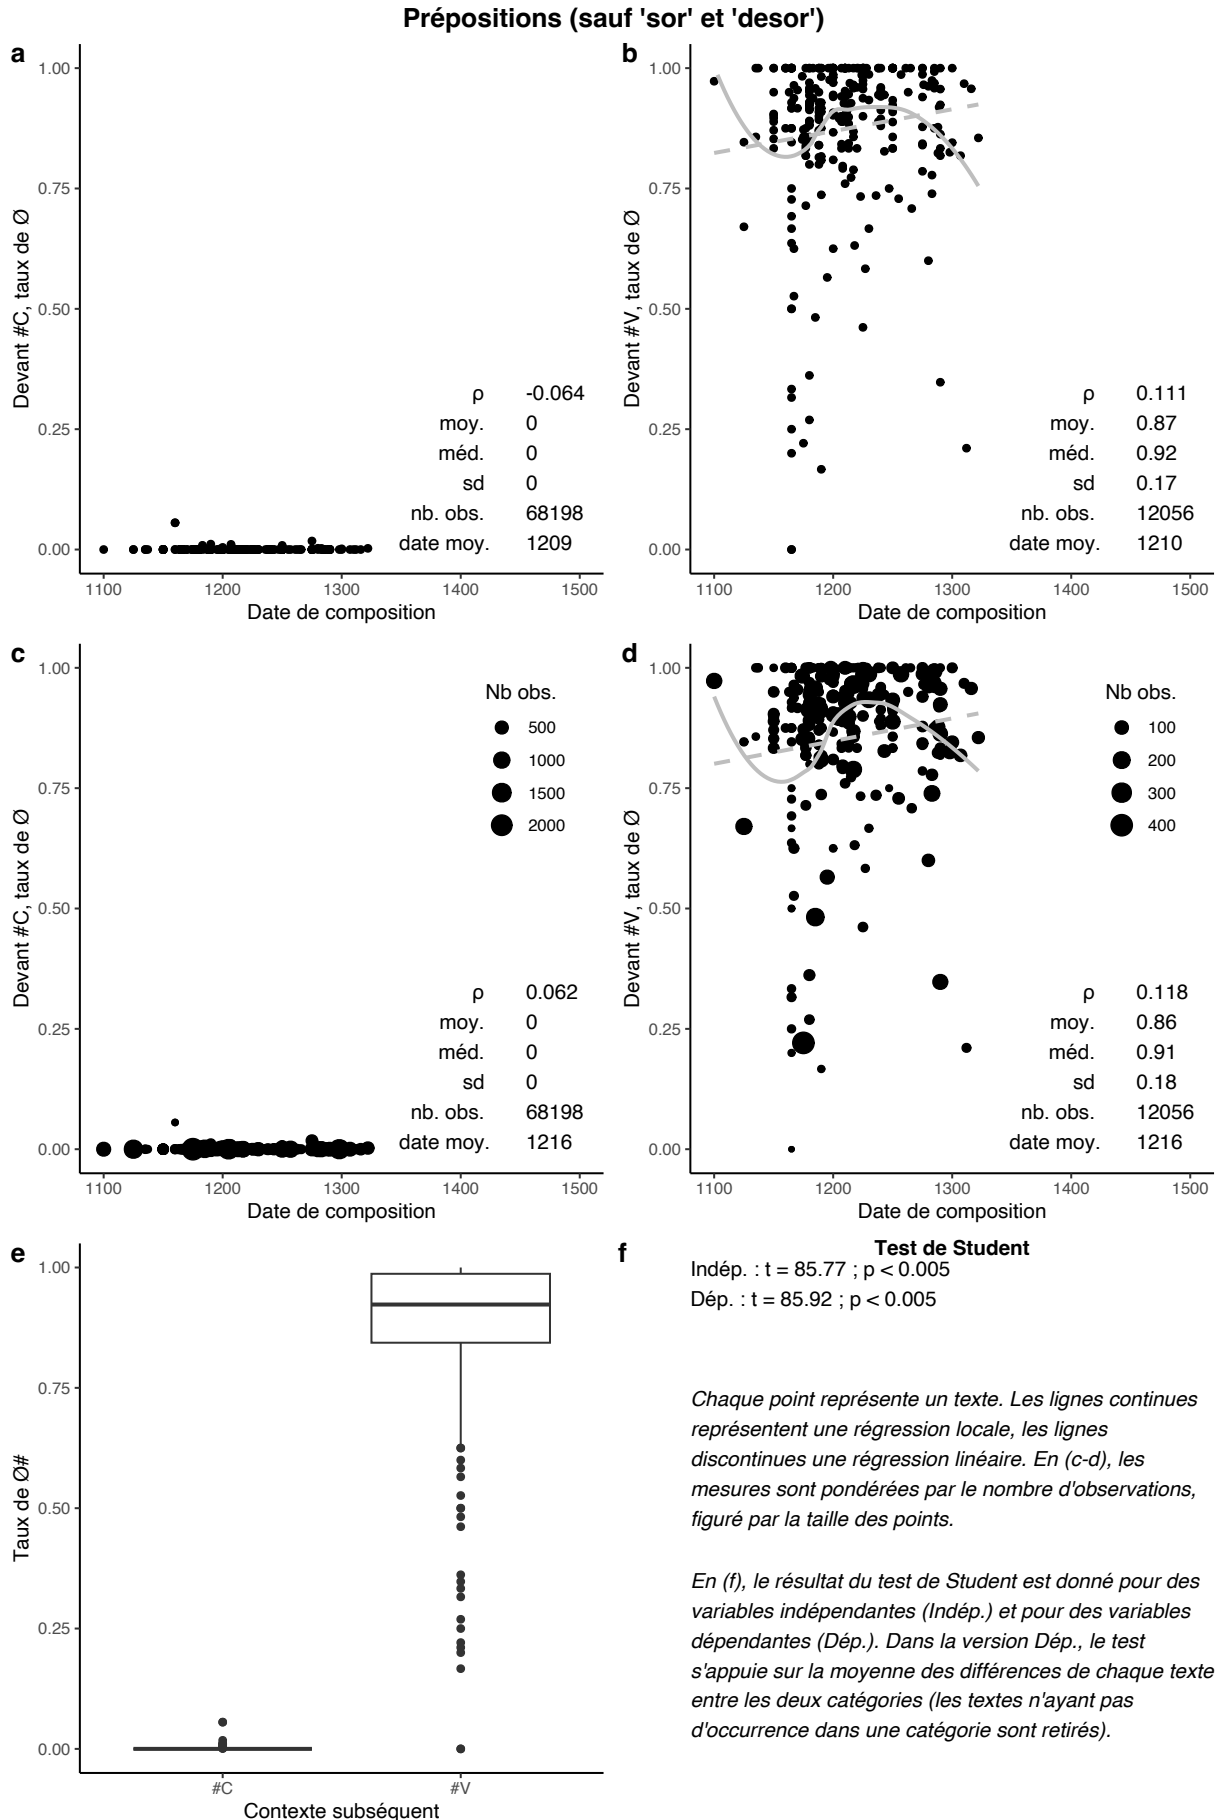 Prépositions (sauf 'sor' et 'desor')
a
1.00
0.75
0.50
0.25
0.00
Devant #C, taux de Ø
ρ -0.064
moy. 0
méd. 0
sd 0
nb. obs. 68198
date moy. 1209
1100 1200 1300 1400 1500
Date de composition
b
1.00
0.75
0.50
0.25
0.00
Devant #V, taux de Ø
ρ 0.111
moy. 0.87
méd. 0.92
sd 0.17
nb. obs. 12056
date moy. 1210
1100 1200 1300 1400 1500
Date de composition
c
1.00
0.75
0.50
0.25
0.00
Devant #C, taux de Ø
Nb obs.
500
1000
1500
2000
ρ 0.062
moy. 0
méd. 0
sd 0
nb. obs. 68198
date moy. 1216
1100 1200 1300 1400 1500
Date de composition
d
1.00
0.75
0.50
0.25
0.00
Devant #V, taux de Ø
Nb obs.
100
200
300
400
ρ 0.118
moy. 0.86
méd. 0.91
sd 0.18
nb. obs. 12056
date moy. 1216
1100 1200 1300 1400 1500
Date de composition
e
1.00
0.75
0.50
0.25
0.00
Taux de Ø#
#C #V
Contexte subséquent
f
Test de Student
Indép. : t = 85.77 ; p < 0.005
Dép. : t = 85.92 ; p < 0.005
Chaque point représente un texte. Les lignes continues
représentent une régression locale, les lignes
discontinues une régression linéaire. En (c-d), les
mesures sont pondérées par le nombre d'observations,
figuré par la taille des points.
En (f), le résultat du test de Student est donné pour des
variables indépendantes (Indép.) et pour des variables
dépendantes (Dép.). Dans la version Dép., le test
s'appuie sur la moyenne des différences de chaque texte
entre les deux catégories (les textes n'ayant pas
d'occurrence dans une catégorie sont retirés).